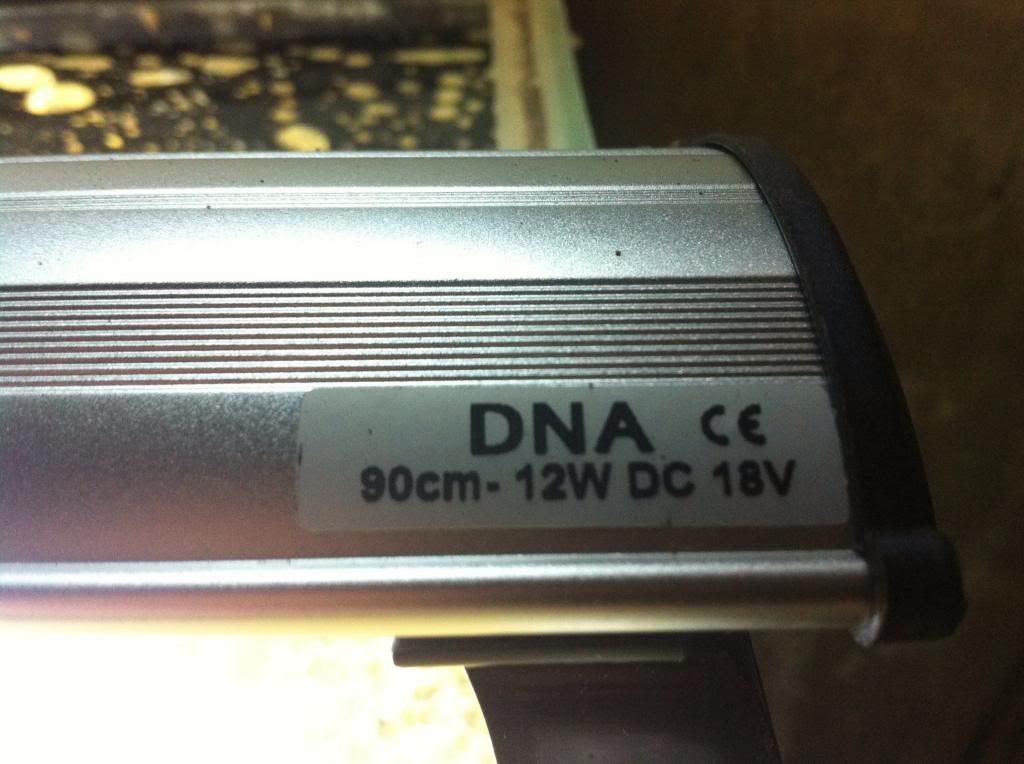 DNA CE
90cm- 12W DC 18V